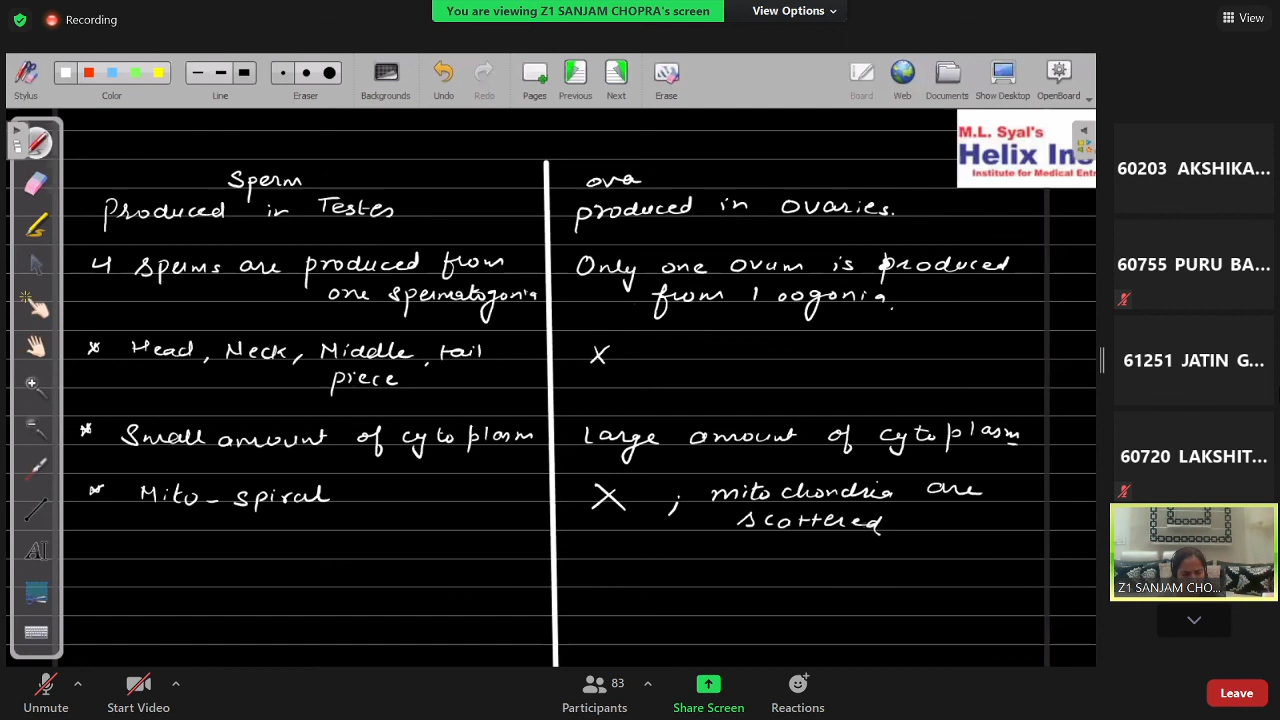 Recording
You are viewing Z1 SANJAM CHOPRA's screen
View Options
View
Stylus
Color
Line
Eraser
Backgrounds
Undo
Redo
Pages
Previous
Next
Erase
Board
Web
Documents
Show Desktop
OpenBoard
M.L. Syal's
Helix Ins
Institute for Medical Entr
Sperm
Produced in Testes
4 sperms are produced from
one spermatogonia
* Head, Neck, Middle, tail
piece
* Small amount of cytoplasm
* Mito - spiral
ova
produced in ovaries.
Only one ovum is produced
from 1 oogonia.
X
Large amount of cytoplasm
X ; mitochondria are
scattered
60203 AKSHIKA...
60755 PURU BA...
61251 JATIN G...
60720 LAKSHIT...
Z1 SANJAM CHO...
Unmute
Start Video
83
Participants
Share Screen
Reactions
Leave